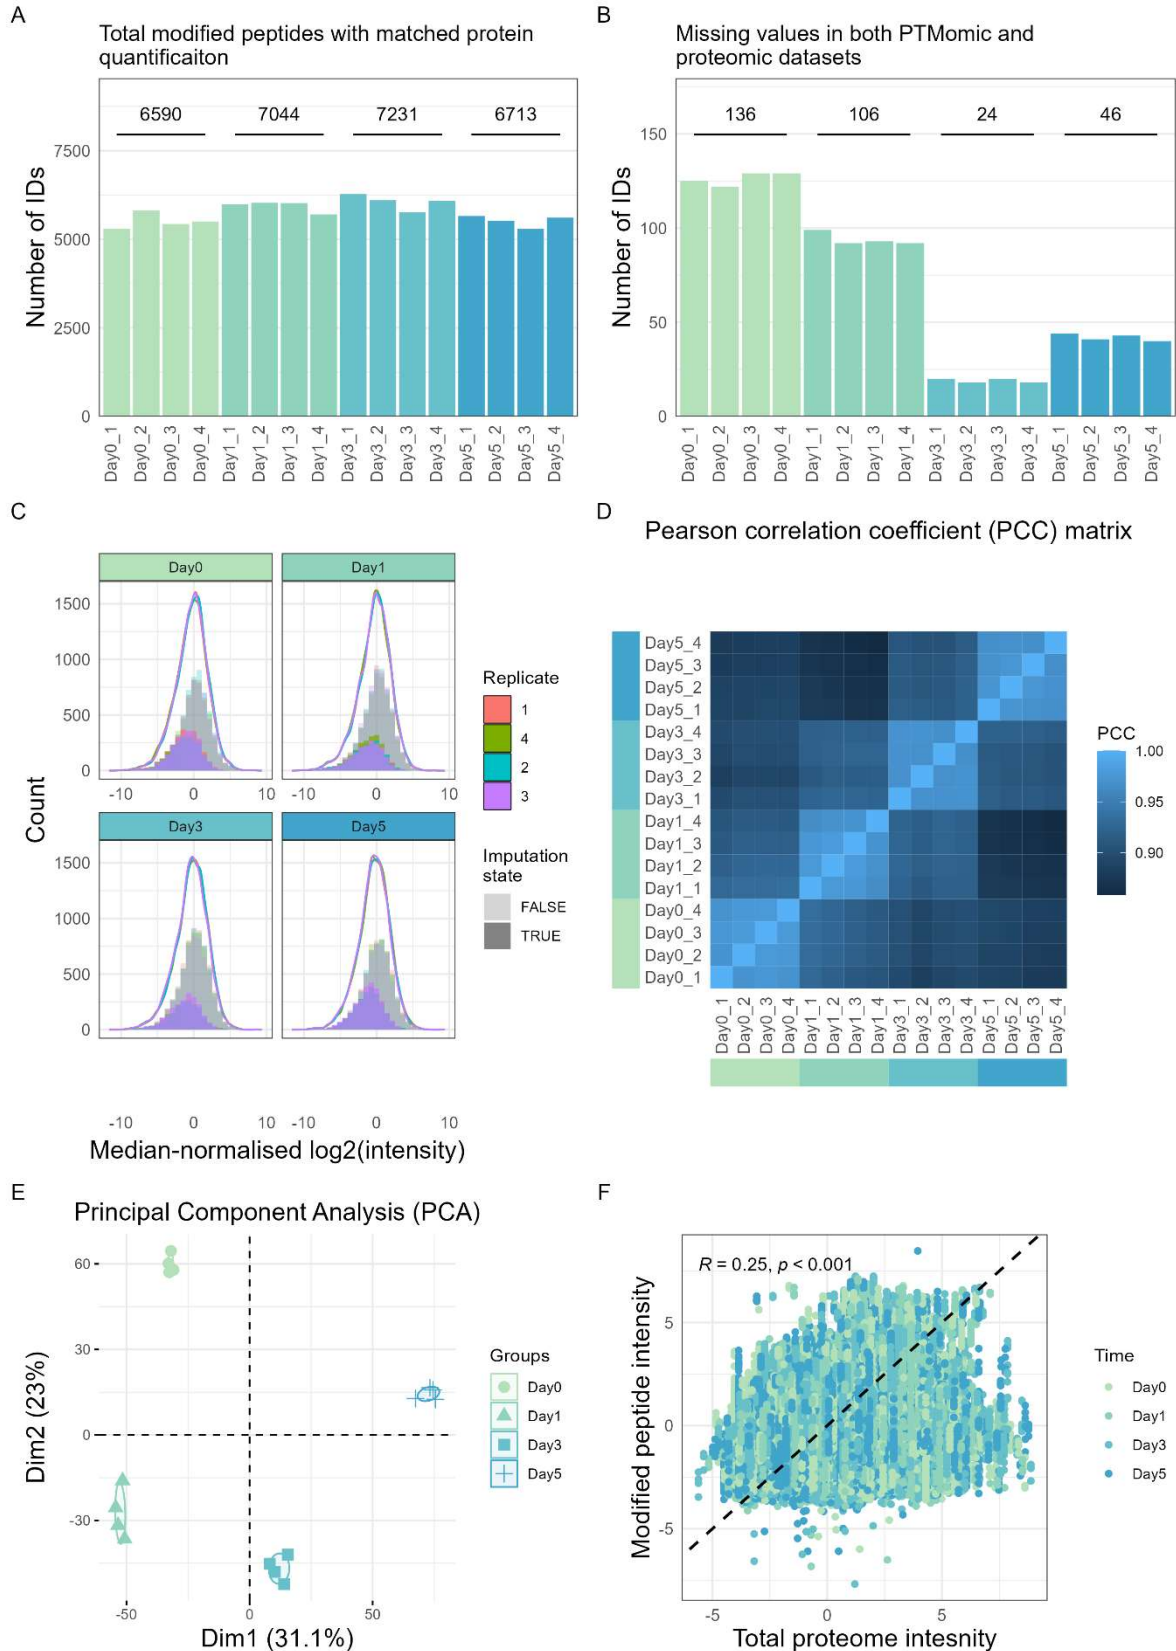 A
Total modified peptides with matched protein
quantificaiton
6590
7044
7231
6713
7500
5000
2500
0
Number of IDs
Day0_1
Day0_2
Day0_3
Day0_4
Day1_1
Day1_2
Day1_3
Day1_4
Day3_1
Day3_2
Day3_3
Day3_4
Day5_1
Day5_2
Day5_3
Day5_4
B
Missing values in both PTMomic and
proteomic datasets
136
106
24
46
150
100
50
0
Number of IDs
Day0_1
Day0_2
Day0_3
Day0_4
Day1_1
Day1_2
Day1_3
Day1_4
Day3_1
Day3_2
Day3_3
Day3_4
Day5_1
Day5_2
Day5_3
Day5_4
C
Day0
Day1
1500
1000
500
0
-10 0 10
-10 0 10
Day3
Day5
1500
1000
500
0
Count
-10 0 10
-10 0 10
Median-normalised log2(intensity)
Replicate
1
4
2
3
Imputation
state
FALSE
TRUE
D
Pearson correlation coefficient (PCC) matrix
Day5_4
Day5_3
Day5_2
Day5_1
Day3_4
Day3_3
Day3_2
Day3_1
Day1_4
Day1_3
Day1_2
Day1_1
Day0_4
Day0_3
Day0_2
Day0_1
Day0_1
Day0_2
Day0_3
Day0_4
Day1_1
Day1_2
Day1_3
Day1_4
Day3_1
Day3_2
Day3_3
Day3_4
Day5_1
Day5_2
Day5_3
Day5_4
PCC
1.00
0.95
0.90
E
Principal Component Analysis (PCA)
60
30
0
-30
Dim2 (23%)
-50 0 50
Dim1 (31.1%)
Groups
Day0
Day1
Day3
Day5
F
R = 0.25, p < 0.001
5
0
-5
Modified peptide intensity
-5 0 5
Total proteome intesnity
Time
Day0
Day1
Day3
Day5